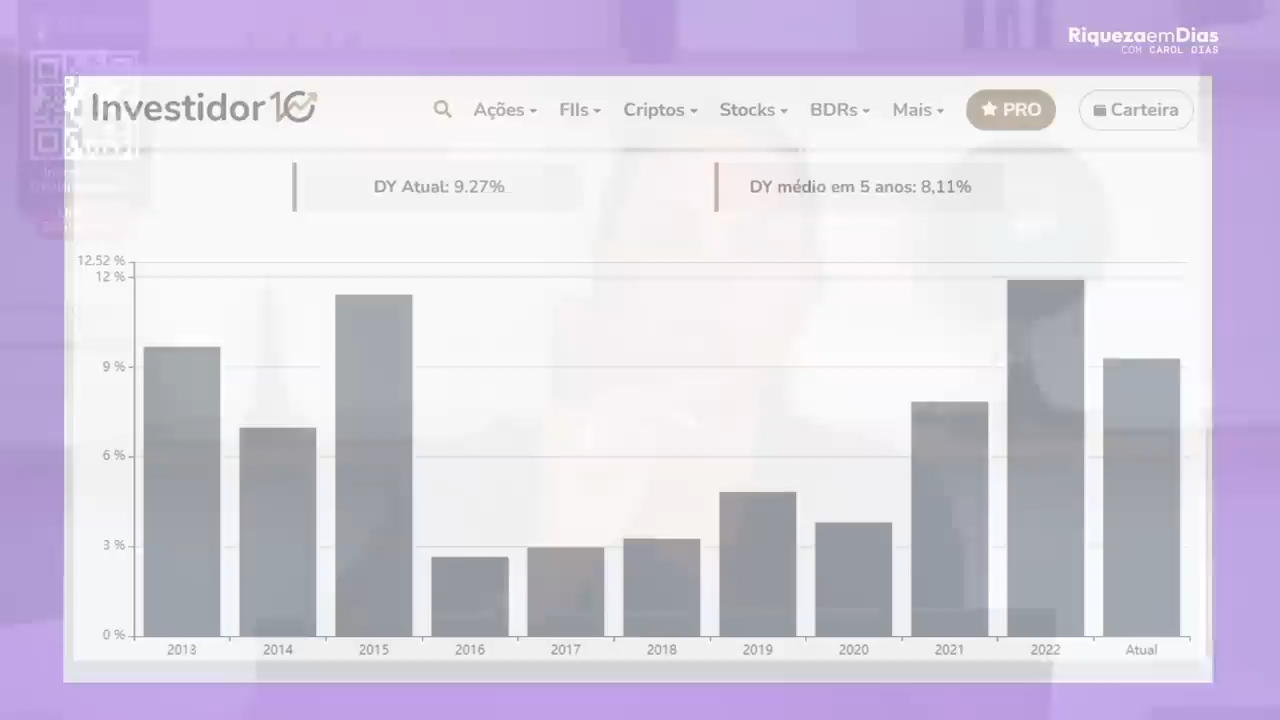 RiquezaemDias
COM CAROL DIAS
Investidor10
Ações
FIIs
Criptos
Stocks
BDRs
Mais
PRO
Carteira
DY Atual: 9.27%
DY médio em 5 anos: 8,11%
12.52 %
12 %
9 %
6 %
3 %
0 %
2013 2014 2015 2016 2017 2018 2019 2020 2021 2022 Atual